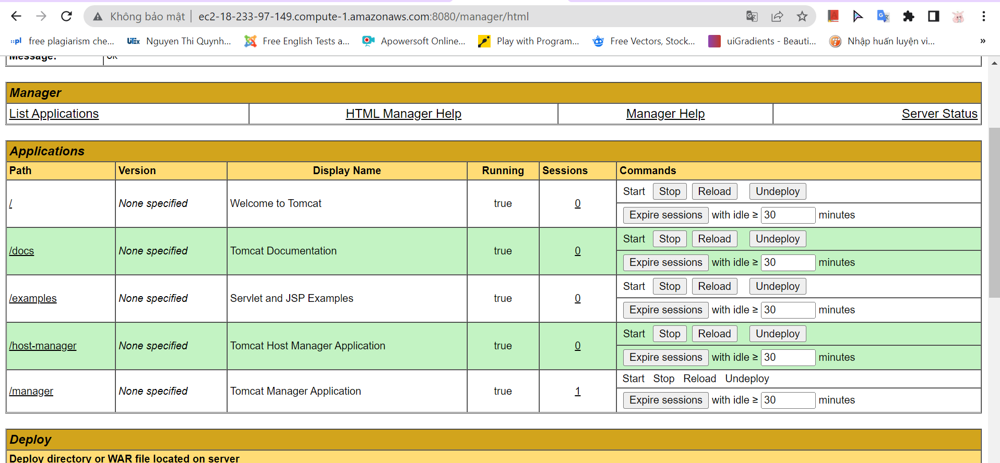 Không bảo mật | ec2-18-233-97-149.compute-1.amazonaws.com:8080/manager/html
free plagiarism che... UEx Nguyen Thi Quynh... Free English Tests a... Apowersoft Online... Play with Program... Free Vectors, Stock... uiGradients - Beauti... Nhập huấn luyện vi... »
Message: OK
Manager
List Applications HTML Manager Help Manager Help Server Status
Applications
Path Version Display Name Running Sessions Commands
/ None specified Welcome to Tomcat true 0 Start Stop Reload Undeploy
Expire sessions with idle ≥ 30 minutes
/docs None specified Tomcat Documentation true 0 Start Stop Reload Undeploy
Expire sessions with idle ≥ 30 minutes
/examples None specified Servlet and JSP Examples true 0 Start Stop Reload Undeploy
Expire sessions with idle ≥ 30 minutes
/host-manager None specified Tomcat Host Manager Application true 0 Start Stop Reload Undeploy
Expire sessions with idle ≥ 30 minutes
/manager None specified Tomcat Manager Application true 1 Start Stop Reload Undeploy
Expire sessions with idle ≥ 30 minutes
Deploy
Deploy directory or WAR file located on server